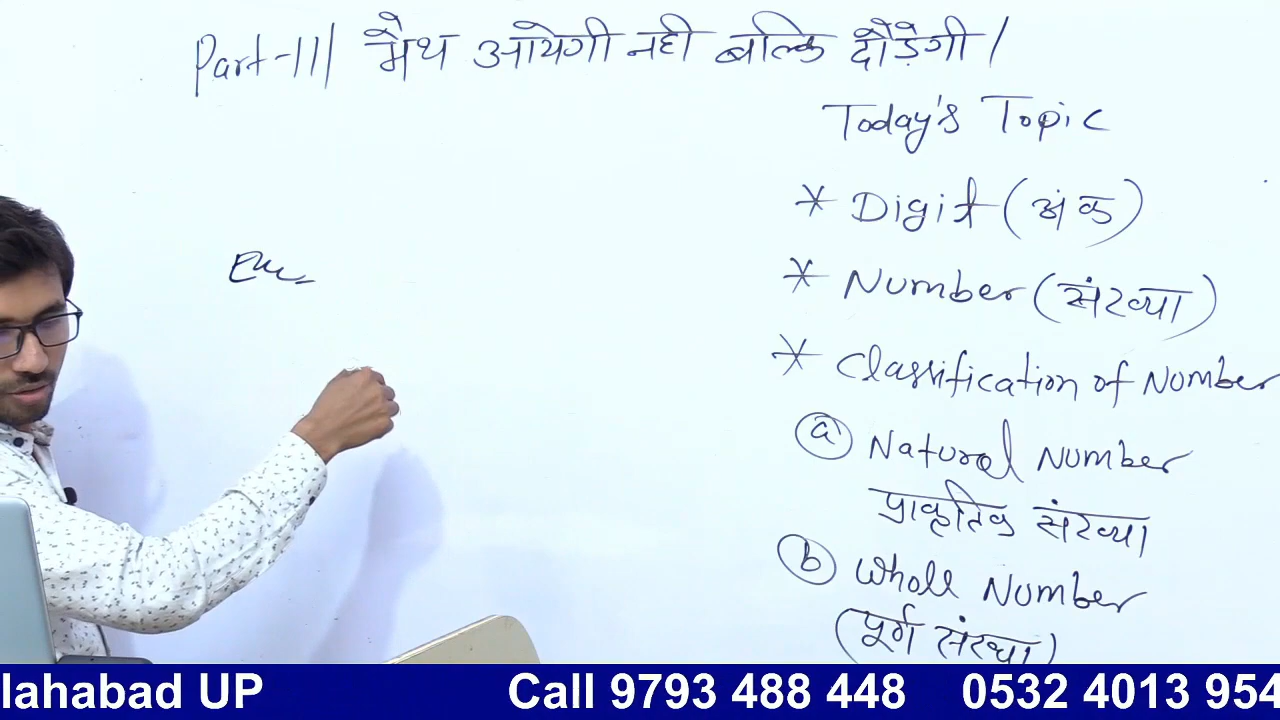 Part-III मैथ आयेगी नही बल्कि दौड़ेगी
Today's Topic
* Digit (अंक)
* Number (संख्या)
* Classification of Number
(a) Natural Number
प्राकृतिक संख्या
(b) Whole Number
(पूर्ण संख्या)
lahabad UP Call 9793 488 448 0532 4013 954